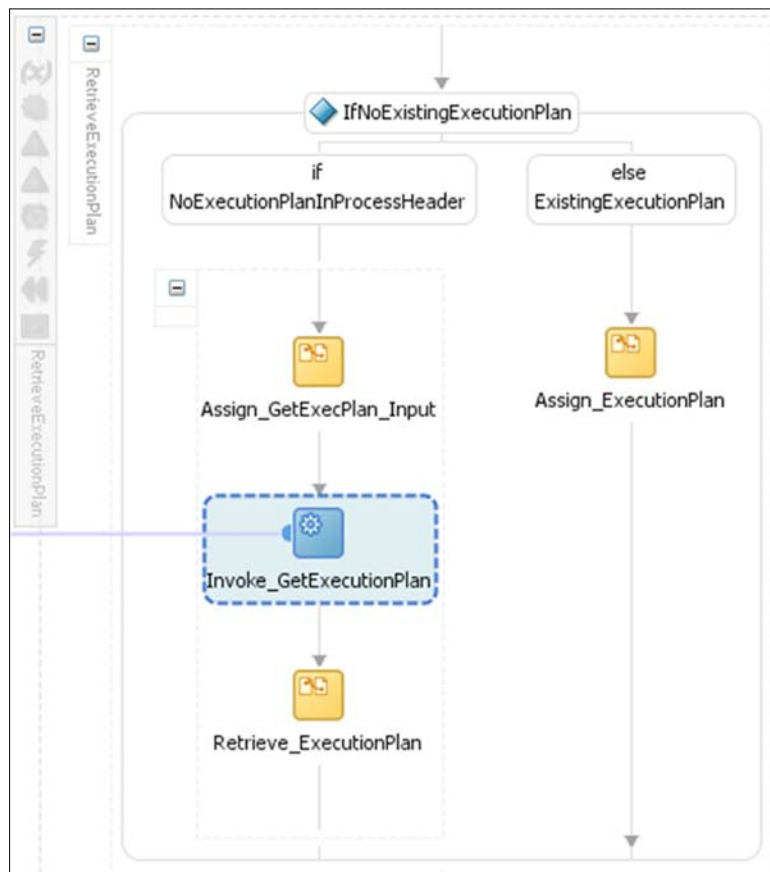 RetrieveExecutionPlan
RetrieveExecutionPlan
IfNoExistingExecutionPlan
if
NoExecutionPlanInProcessHeader
else
ExistingExecutionPlan
Assign_GetExecPlan_Input
Assign_ExecutionPlan
Invoke_GetExecutionPlan
Retrieve_ExecutionPlan